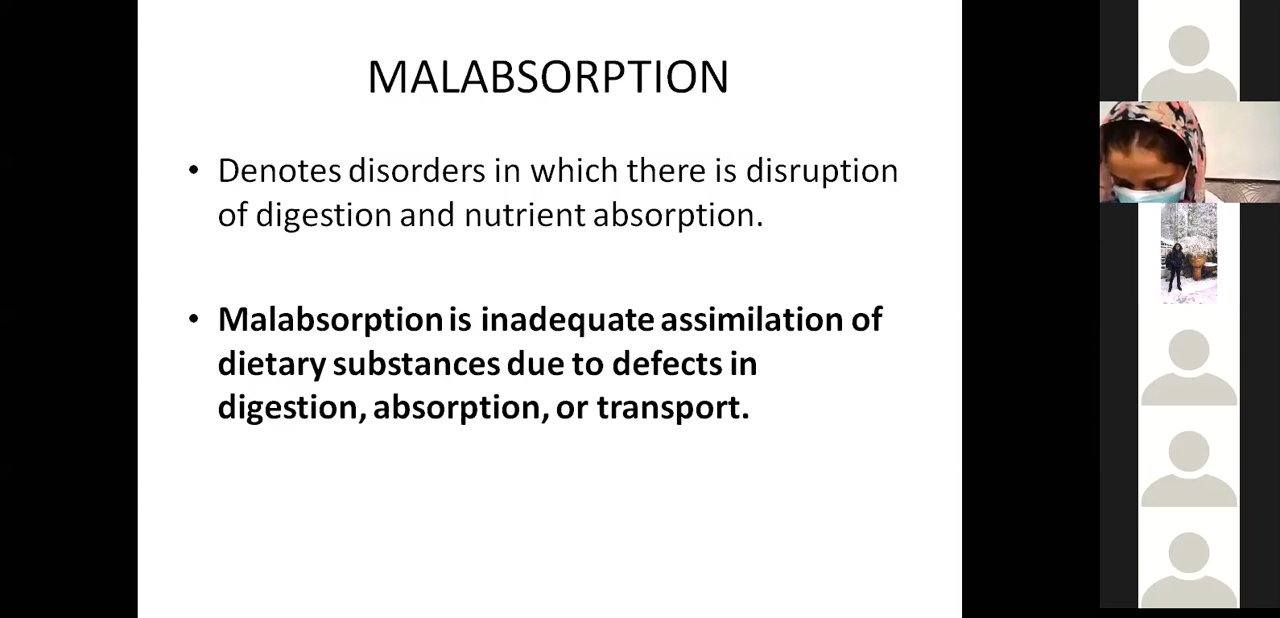 MALABSORPTION
• Denotes disorders in which there is disruption
of digestion and nutrient absorption.
• Malabsorption is inadequate assimilation of
dietary substances due to defects in
digestion, absorption, or transport.